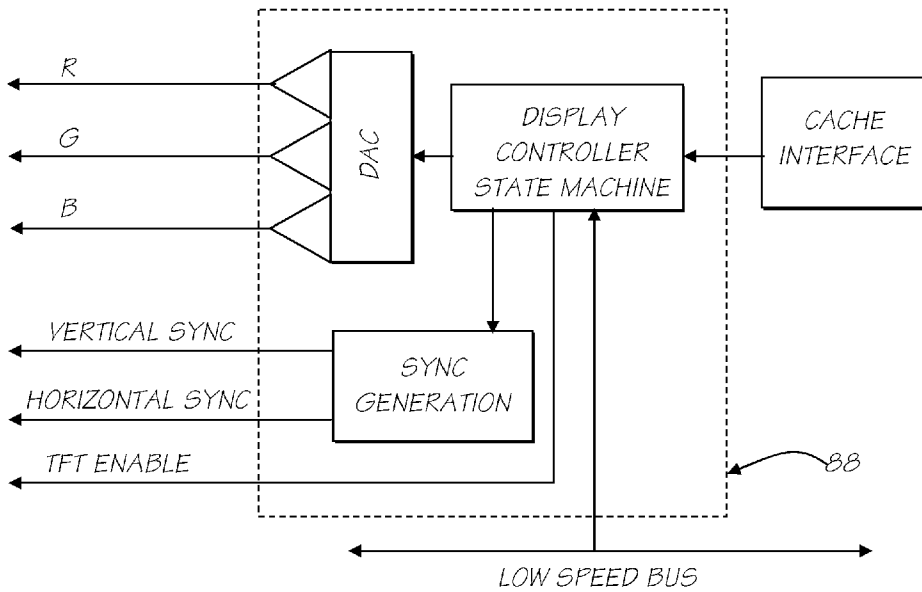 R
G
B
DAC
DISPLAY
CONTROLLER
STATE MACHINE
CACHE
INTERFACE
VERTICAL SYNC
HORIZONTAL SYNC
TFT ENABLE
SYNC
GENERATION
88
LOW SPEED BUS